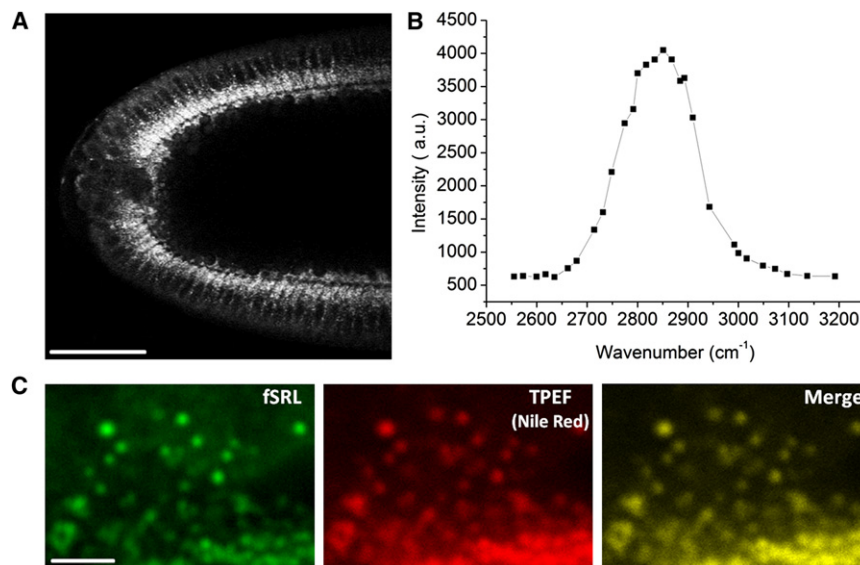 A
B
4500
4000
3500
3000
2500
2000
1500
1000
500
Intensity ( a.u.)
2500 2600 2700 2800 2900 3000 3100 3200
Wavenumber (cm⁻¹)
C
fSRL
TPEF
(Nile Red)
Merge